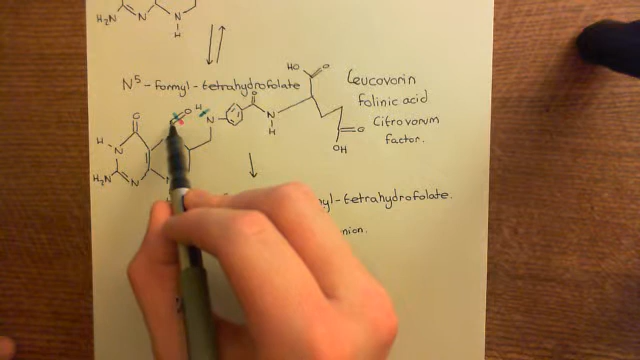 H₂N N N
H
N⁵-formyl-tetrahydrofolate
HO O
Leucovorin
Folinic acid
Citrovorum
factor.
O O H N O N H O OH
H N
H₂N N
yl-tetrahydrofolate.
nion.